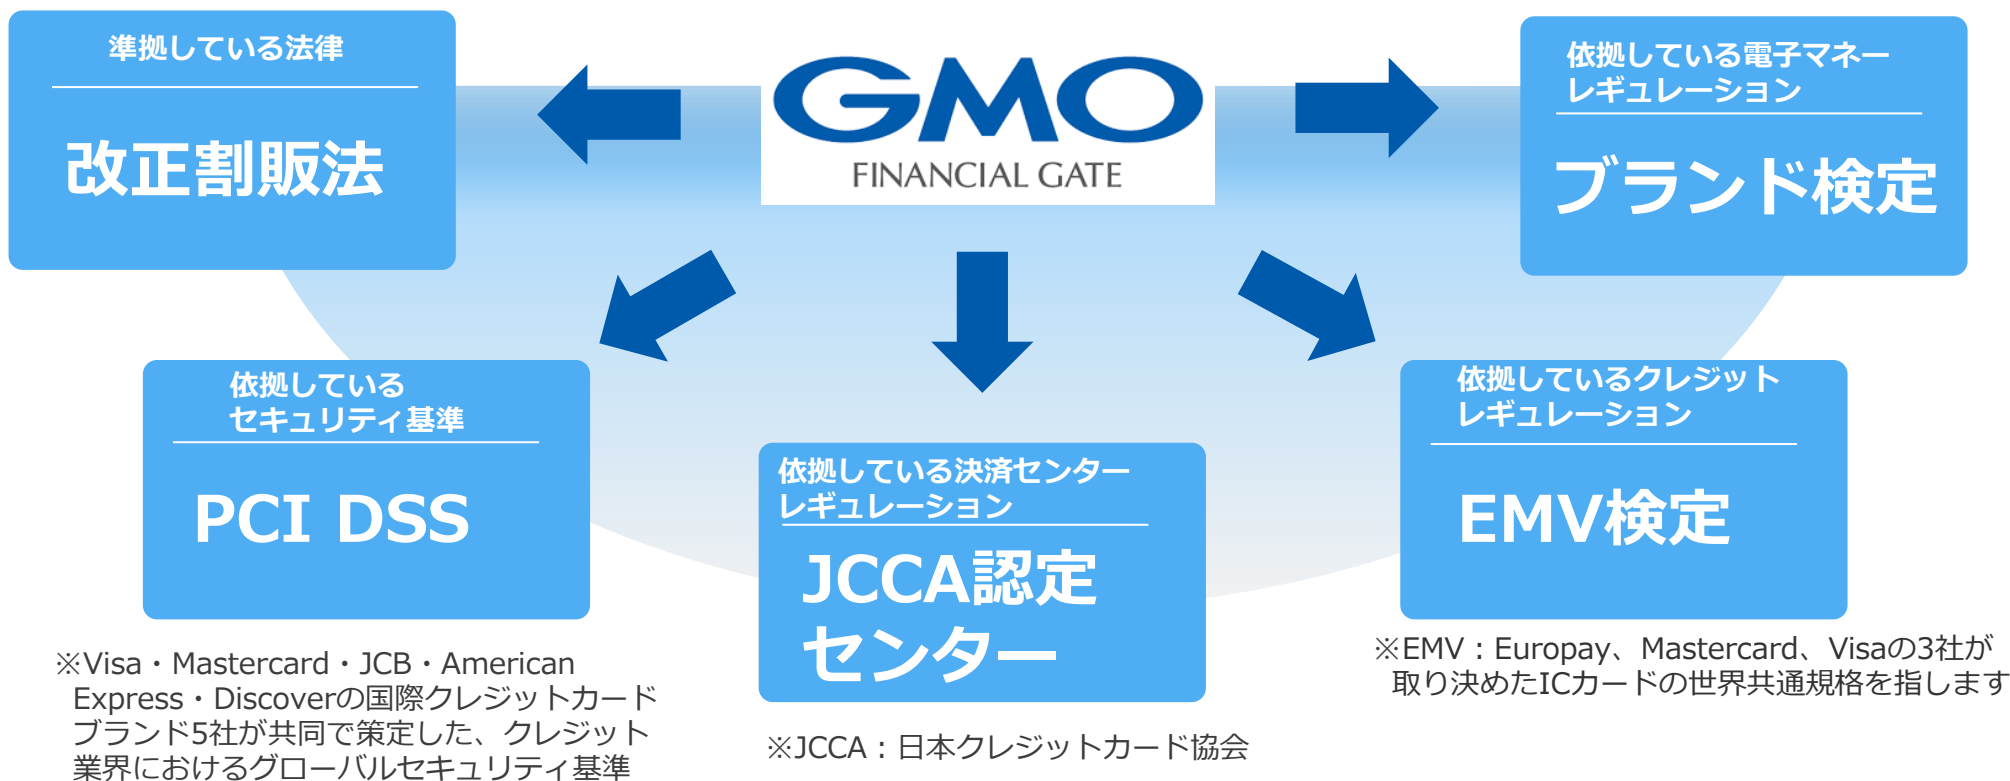 準拠している法律
改正割販法
GMO
FINANCIAL GATE
依拠している電子マネー
レギュレーション
ブランド検定
依拠している
セキュリティ基準
PCI DSS
※Visa・Mastercard・JCB・American
Express・Discoverの国際クレジットカード
ブランド5社が共同で策定した、クレジット
業界におけるグローバルセキュリティ基準
依拠している決済センター
レギュレーション
JCCA認定
センター
※JCCA：日本クレジットカード協会
依拠しているクレジット
レギュレーション
EMV検定
※EMV：Europay、Mastercard、Visaの3社が
取り決めたICカードの世界共通規格を指します